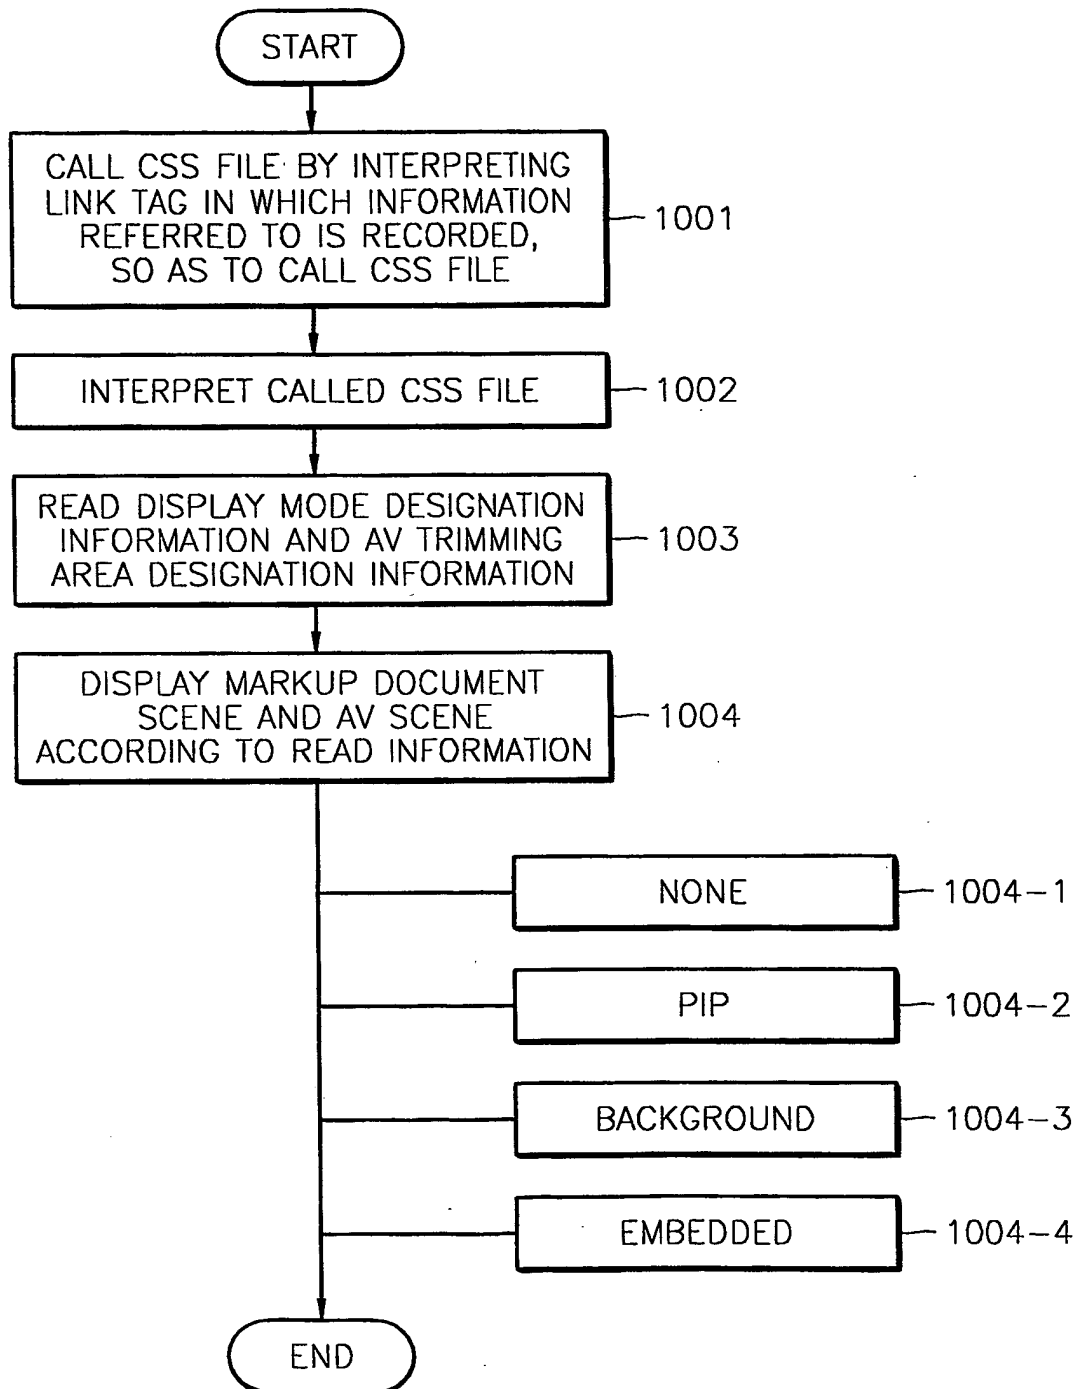 START
CALL CSS FILE BY INTERPRETING
LINK TAG IN WHICH INFORMATION
REFERRED TO IS RECORDED,
SO AS TO CALL CSS FILE
1001
INTERPRET CALLED CSS FILE
1002
READ DISPLAY MODE DESIGNATION
INFORMATION AND AV TRIMMING
AREA DESIGNATION INFORMATION
1003
DISPLAY MARKUP DOCUMENT
SCENE AND AV SCENE
ACCORDING TO READ INFORMATION
1004
NONE
1004-1
PIP
1004-2
BACKGROUND
1004-3
EMBEDDED
1004-4
END